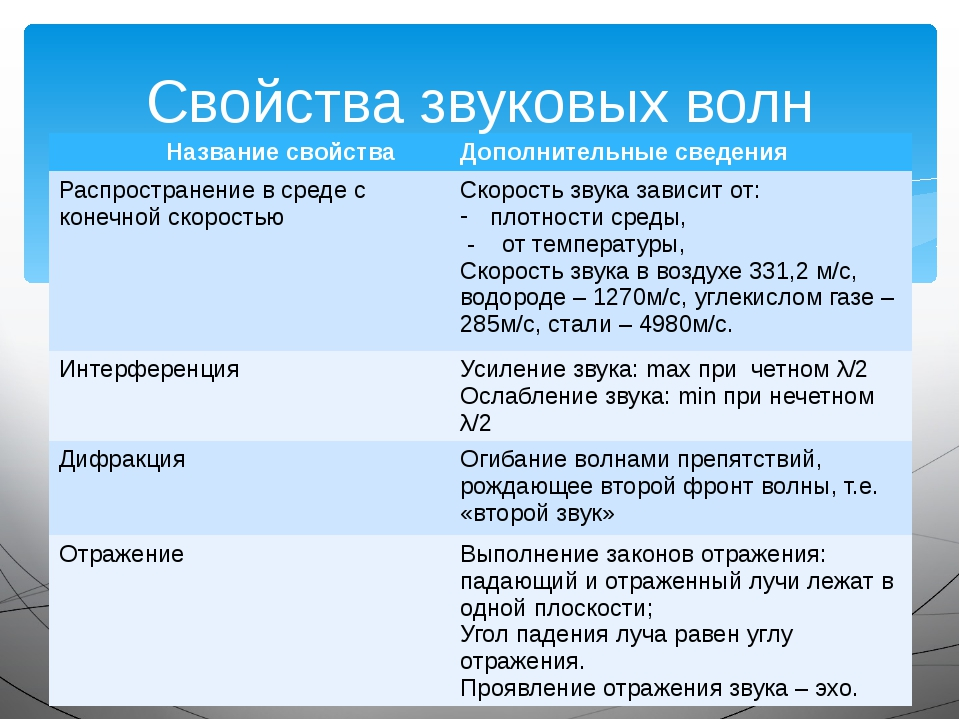 Свойства звуковых волн
Название свойства
Дополнительные сведения
Распространение в среде с
конечной скоростью
Скорость звука зависит от:
- плотности среды,
- от температуры,
Скорость звука в воздухе 331,2 м/с,
водороде – 1270м/с, углекислом газе –
285м/с, стали – 4980м/с.
Интерференция
Усиление звука: max при четном λ/2
Ослабление звука: min при нечетном
λ/2
Дифракция
Огибание волнами препятствий,
рождающее второй фронт волны, т.е.
«второй звук»
Отражение
Выполнение законов отражения:
падающий и отраженный лучи лежат в
одной плоскости;
Угол падения луча равен углу
отражения.
Проявление отражения звука – эхо.